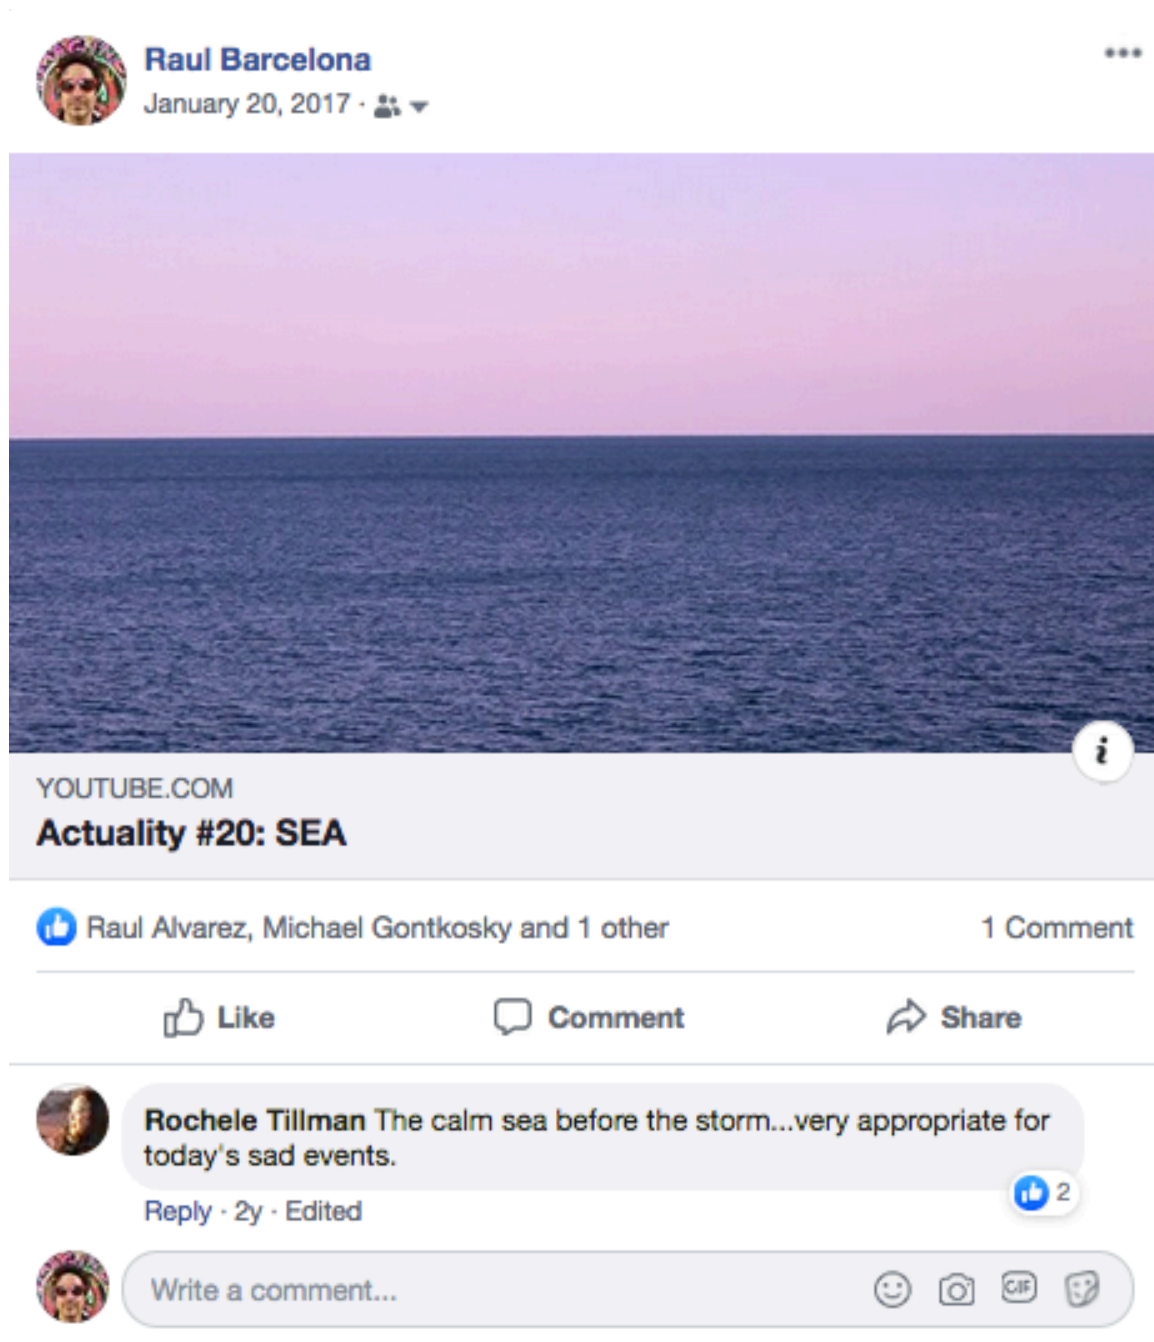 Raul Barcelona
January 20, 2017 ·
YOUTUBE.COM
Actuality #20: SEA
Raul Alvarez, Michael Gontkosky and 1 other
1 Comment
Like
Comment
Share
Rochele Tillman The calm sea before the storm...very appropriate for
today's sad events.
2
Reply · 2y · Edited
Write a comment...
GIF